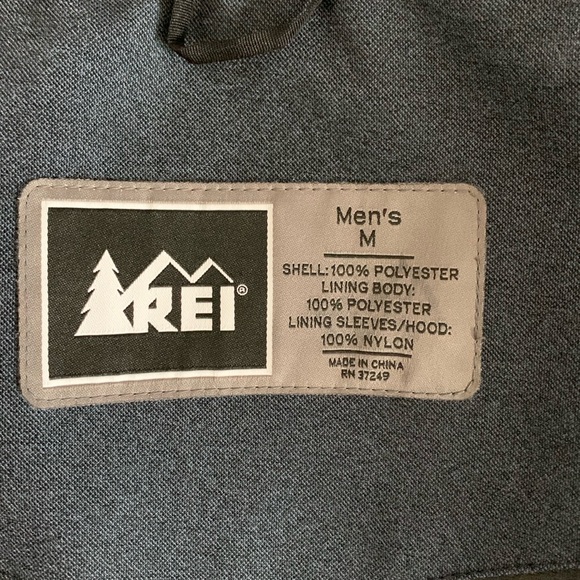 REI®
Men's
M
SHELL: 100% POLYESTER
LINING BODY:
100% POLYESTER
LINING SLEEVES/HOOD:
100% NYLON
MADE IN CHINA
RN 37249